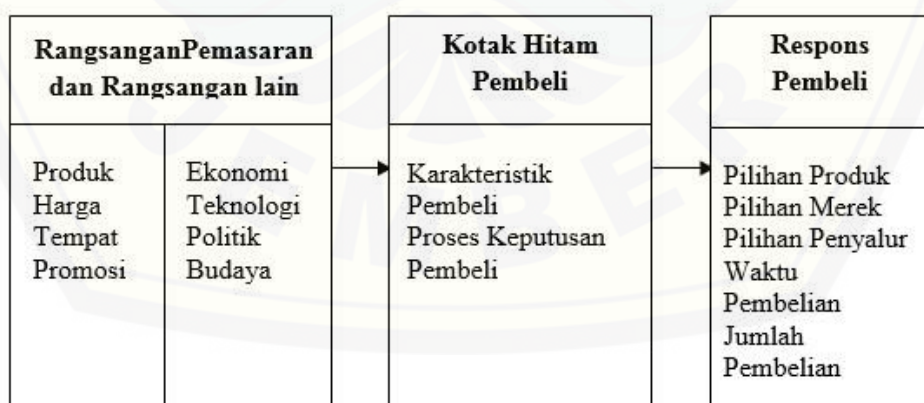 RangsanganPemasaran
dan Rangsangan lain
Produk
Harga
Tempat
Promosi
Ekonomi
Teknologi
Politik
Budaya
Kotak Hitam
Pembeli
Karakteristik
Pembeli
Proses Keputusan
Pembeli
Respons
Pembeli
Pilihan Produk
Pilihan Merek
Pilihan Penyalur
Waktu
Pembelian
Jumlah
Pembelian
JEMBER